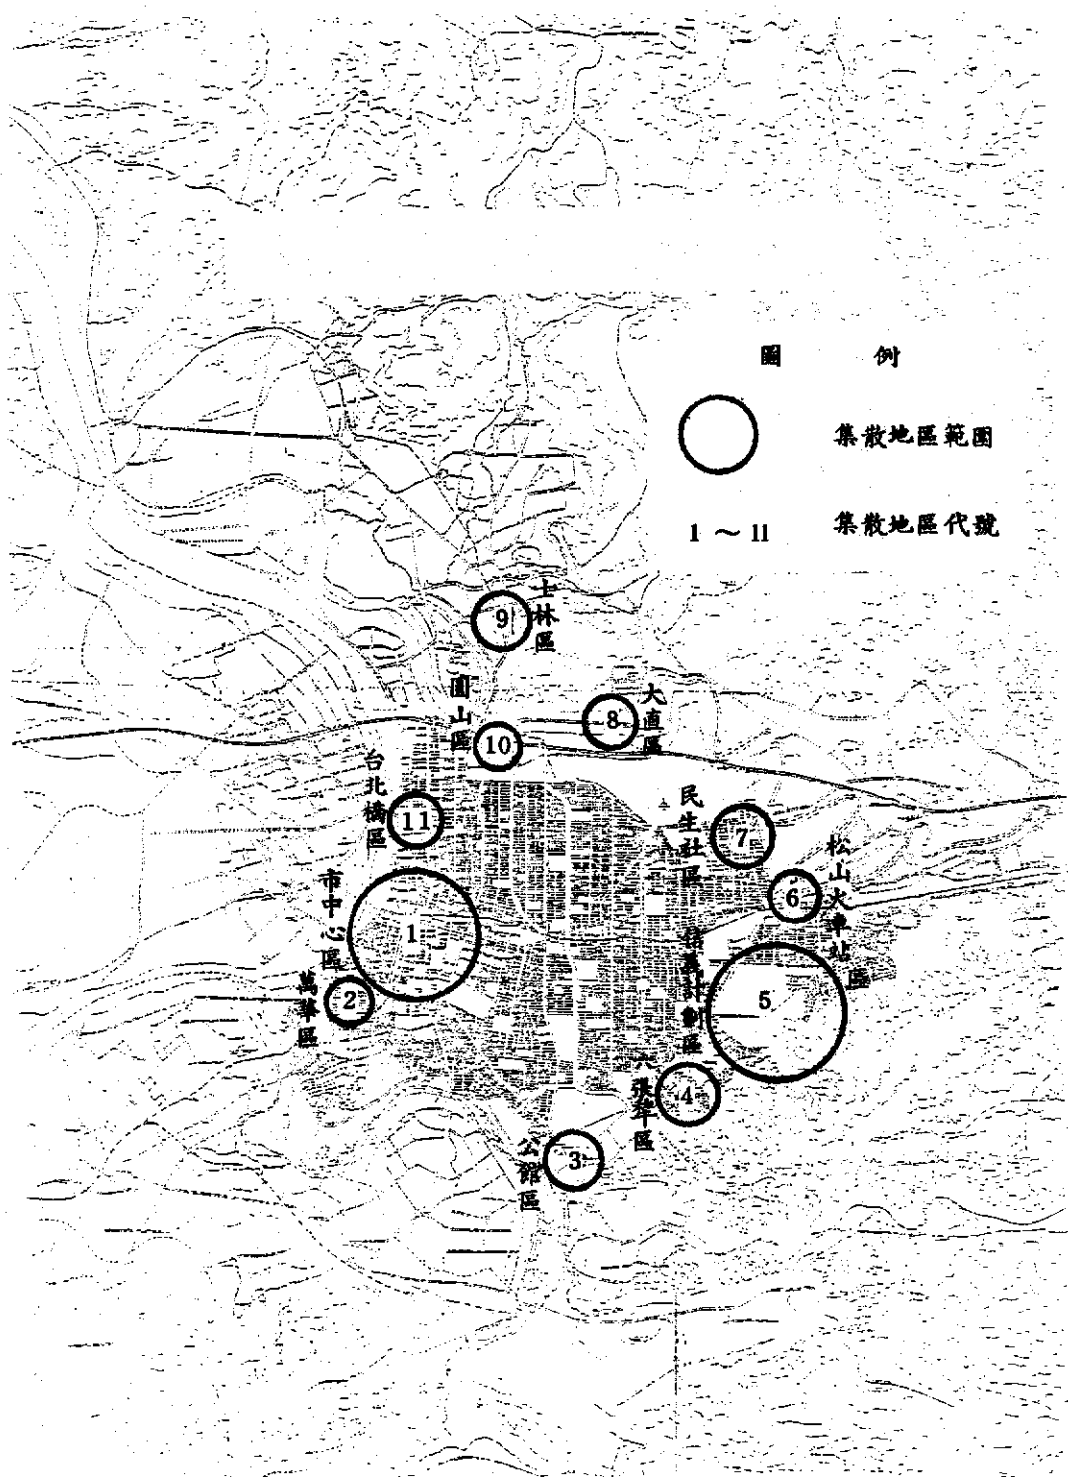 圖 例
集散地區範圍
1 ～ 11 集散地區代號
士林區
9
圓山區
10
大直區
8
台北橋區
11
民生社區
7
松山火車站區
6
市中心區
1
萬華區
2
信義計劃區
5
六張犁區
4
公館區
3